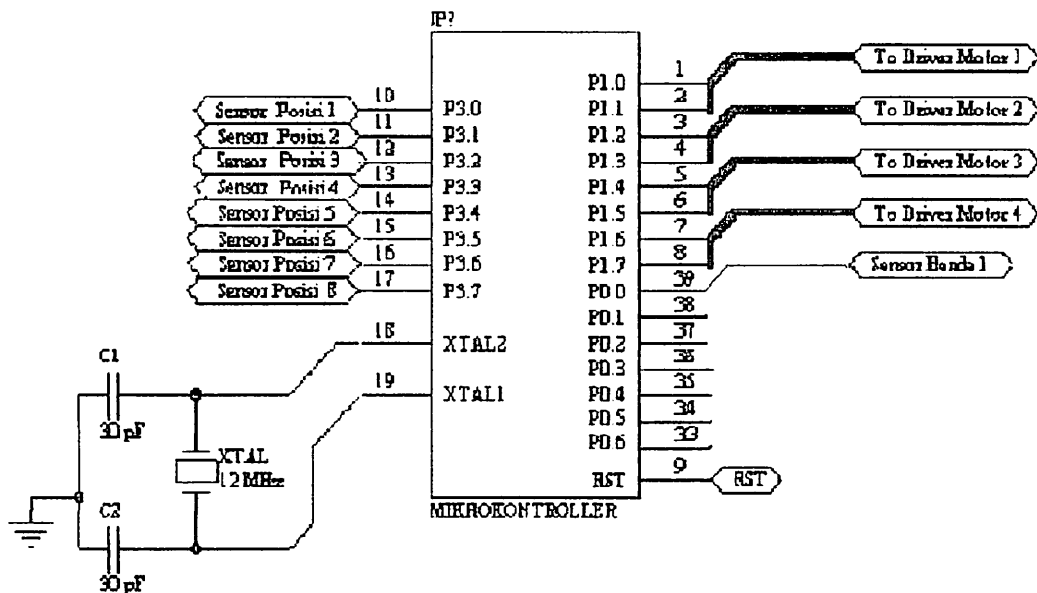 JP?
10
Sensor Posisi 1
P3.0
11
Sensor Posisi 2
P3.1
12
Sensor Posisi 3
P3.2
13
Sensor Posisi 4
P3.3
14
Sensor Posisi 5
P3.4
15
Sensor Posisi 6
P3.5
16
Sensor Posisi 7
P3.6
17
Sensor Posisi 8
P3.7
18
XTAL2
19
XTAL1
P1.0 1
P1.1 2
To Driver Motor 1
P1.2 3
P1.3 4
To Driver Motor 2
P1.4 5
P1.5 6
To Driver Motor 3
P1.6 7
P1.7 8
To Driver Motor 4
P0.0 39
Sensor Benda 1
P0.1 38
P0.2 37
P0.3 36
P0.4 35
P0.5 34
P0.6 33
RST 9
RST
MIKROKONTROLLER
C1
30 pF
XTAL
12 MHz
C2
30 pF